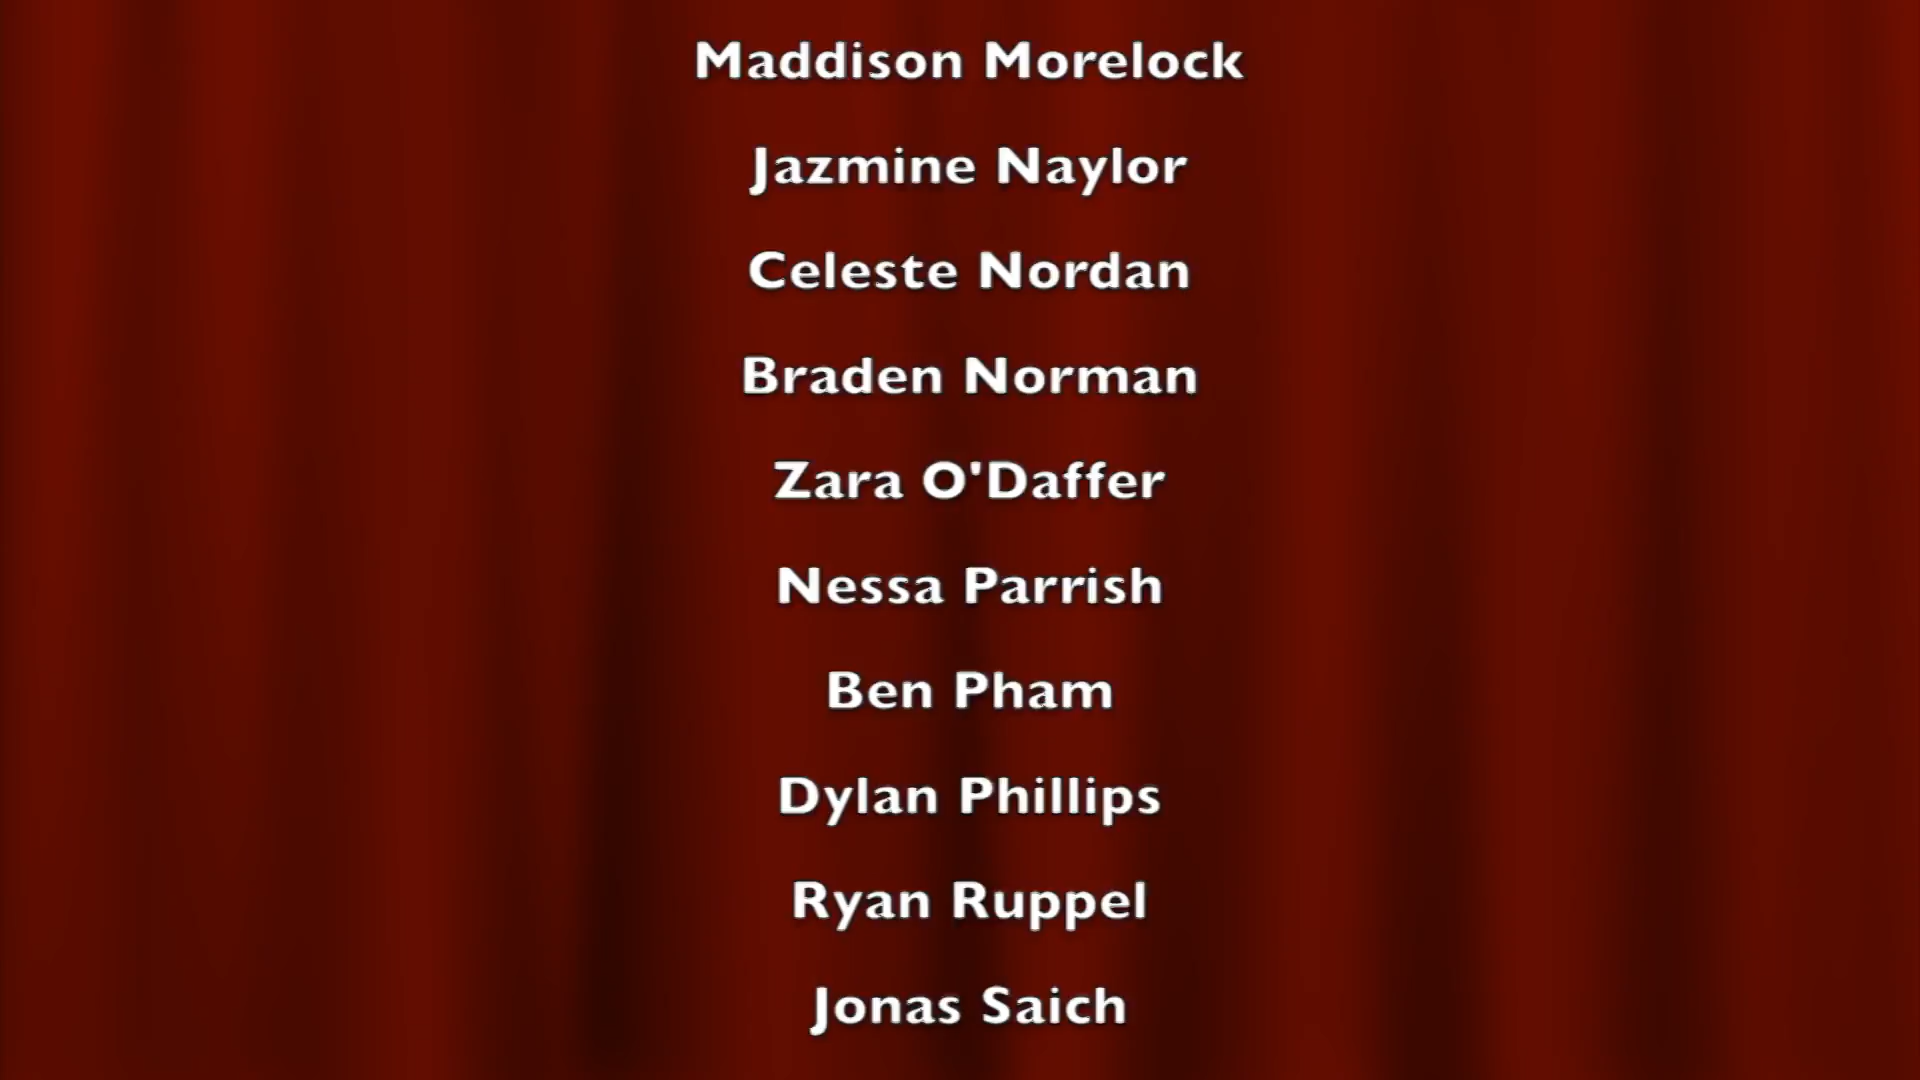 Maddison Morelock
Jazmine Naylor
Celeste Nordan
Braden Norman
Zara O'Daffer
Nessa Parrish
Ben Pham
Dylan Phillips
Ryan Ruppel
Jonas Saich